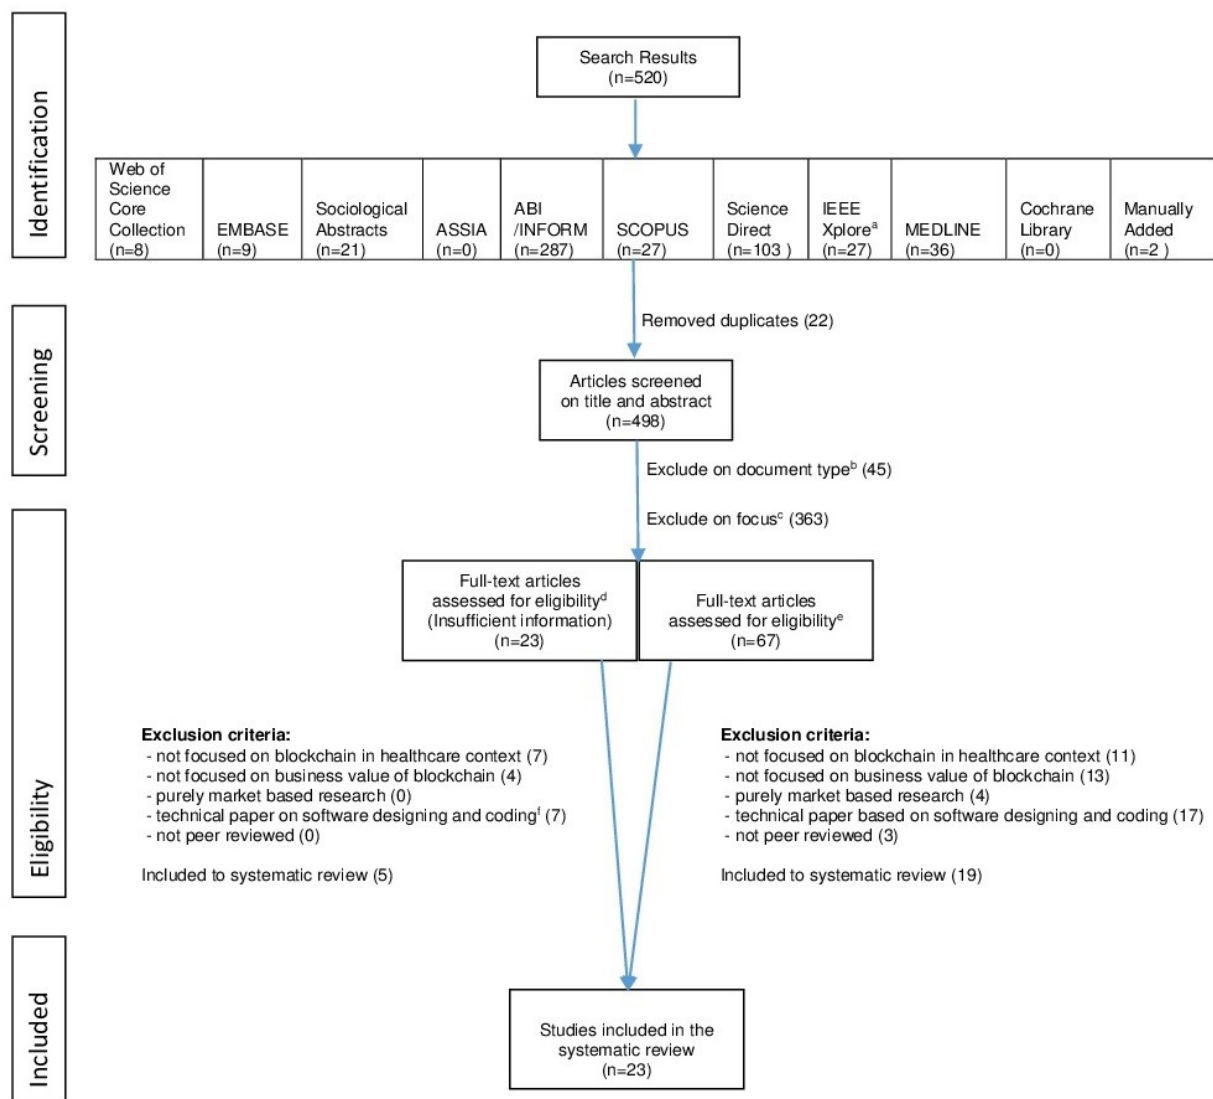 Identification
Search Results
(n=520)
Web of
Science
Core
Collection
(n=8)
EMBASE
(n=9)
Sociological
Abstracts
(n=21)
ASSIA
(n=0)
ABI
/INFORM
(n=287)
SCOPUS
(n=27)
Science
Direct
(n=103 )
IEEE
Xploreᵃ
(n=27)
MEDLINE
(n=36)
Cochrane
Library
(n=0)
Manually
Added
(n=2 )
Screening
Removed duplicates (22)
Articles screened
on title and abstract
(n=498)
Exclude on document typeᵇ (45)
Eligibility
Exclude on focusᶜ (363)
Full-text articles
assessed for eligibilityᵈ
(Insufficient information)
(n=23)
Full-text articles
assessed for eligibilityᵉ
(n=67)
Exclusion criteria:
- not focused on blockchain in healthcare context (7)
- not focused on business value of blockchain (4)
- purely market based research (0)
- technical paper on software designing and codingᶠ (7)
- not peer reviewed (0)
Included to systematic review (5)
Exclusion criteria:
- not focused on blockchain in healthcare context (11)
- not focused on business value of blockchain (13)
- purely market based research (4)
- technical paper based on software designing and coding (17)
- not peer reviewed (3)
Included to systematic review (19)
Included
Studies included in the
systematic review
(n=23)